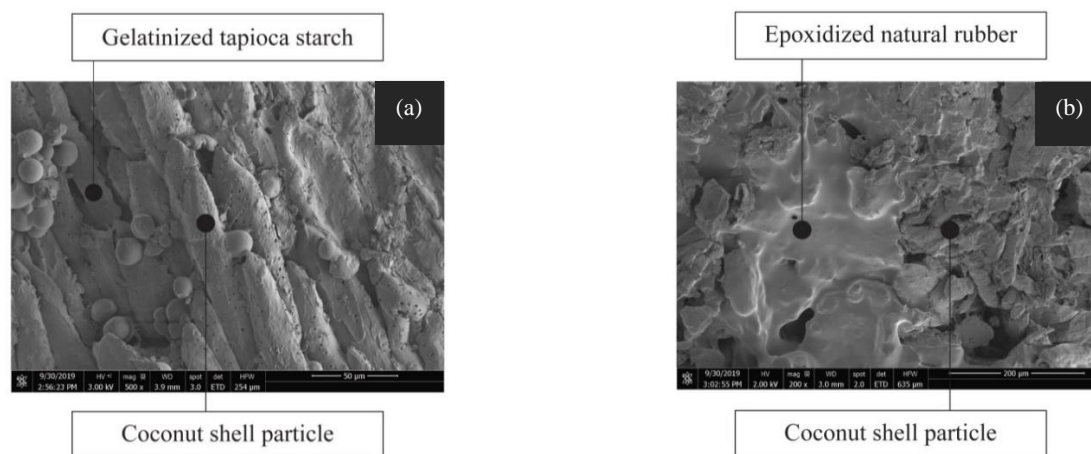 Gelatinized tapioca starch
Epoxidized natural rubber
(a)
(b)
9/30/2019 HV mag WD spot det HFW 50 µm
2:56:23 PM 3.00 kV 500 x 3.9 mm 3.0 ETD 254 µm
9/30/2019 HV mag WD spot det HFW 200 µm
3:02:55 PM 2.00 kV 200 x 3.0 mm 2.0 ETD 635 µm
Coconut shell particle
Coconut shell particle